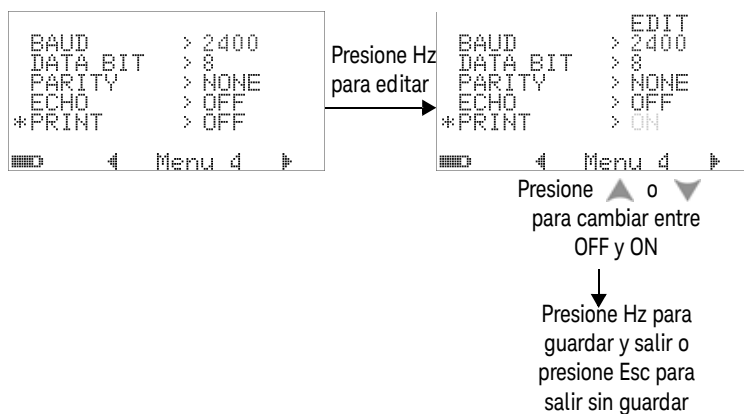 BAUD > 2400
DATA BIT > 8
PARITY > NONE
ECHO > OFF
*PRINT > OFF
Menu 4
Presione Hz
para editar
EDIT
BAUD > 2400
DATA BIT > 8
PARITY > NONE
ECHO > OFF
*PRINT > ON
Menu 4
Presione o
para cambiar entre
OFF y ON
Presione Hz para
guardar y salir o
presione Esc para
salir sin guardar